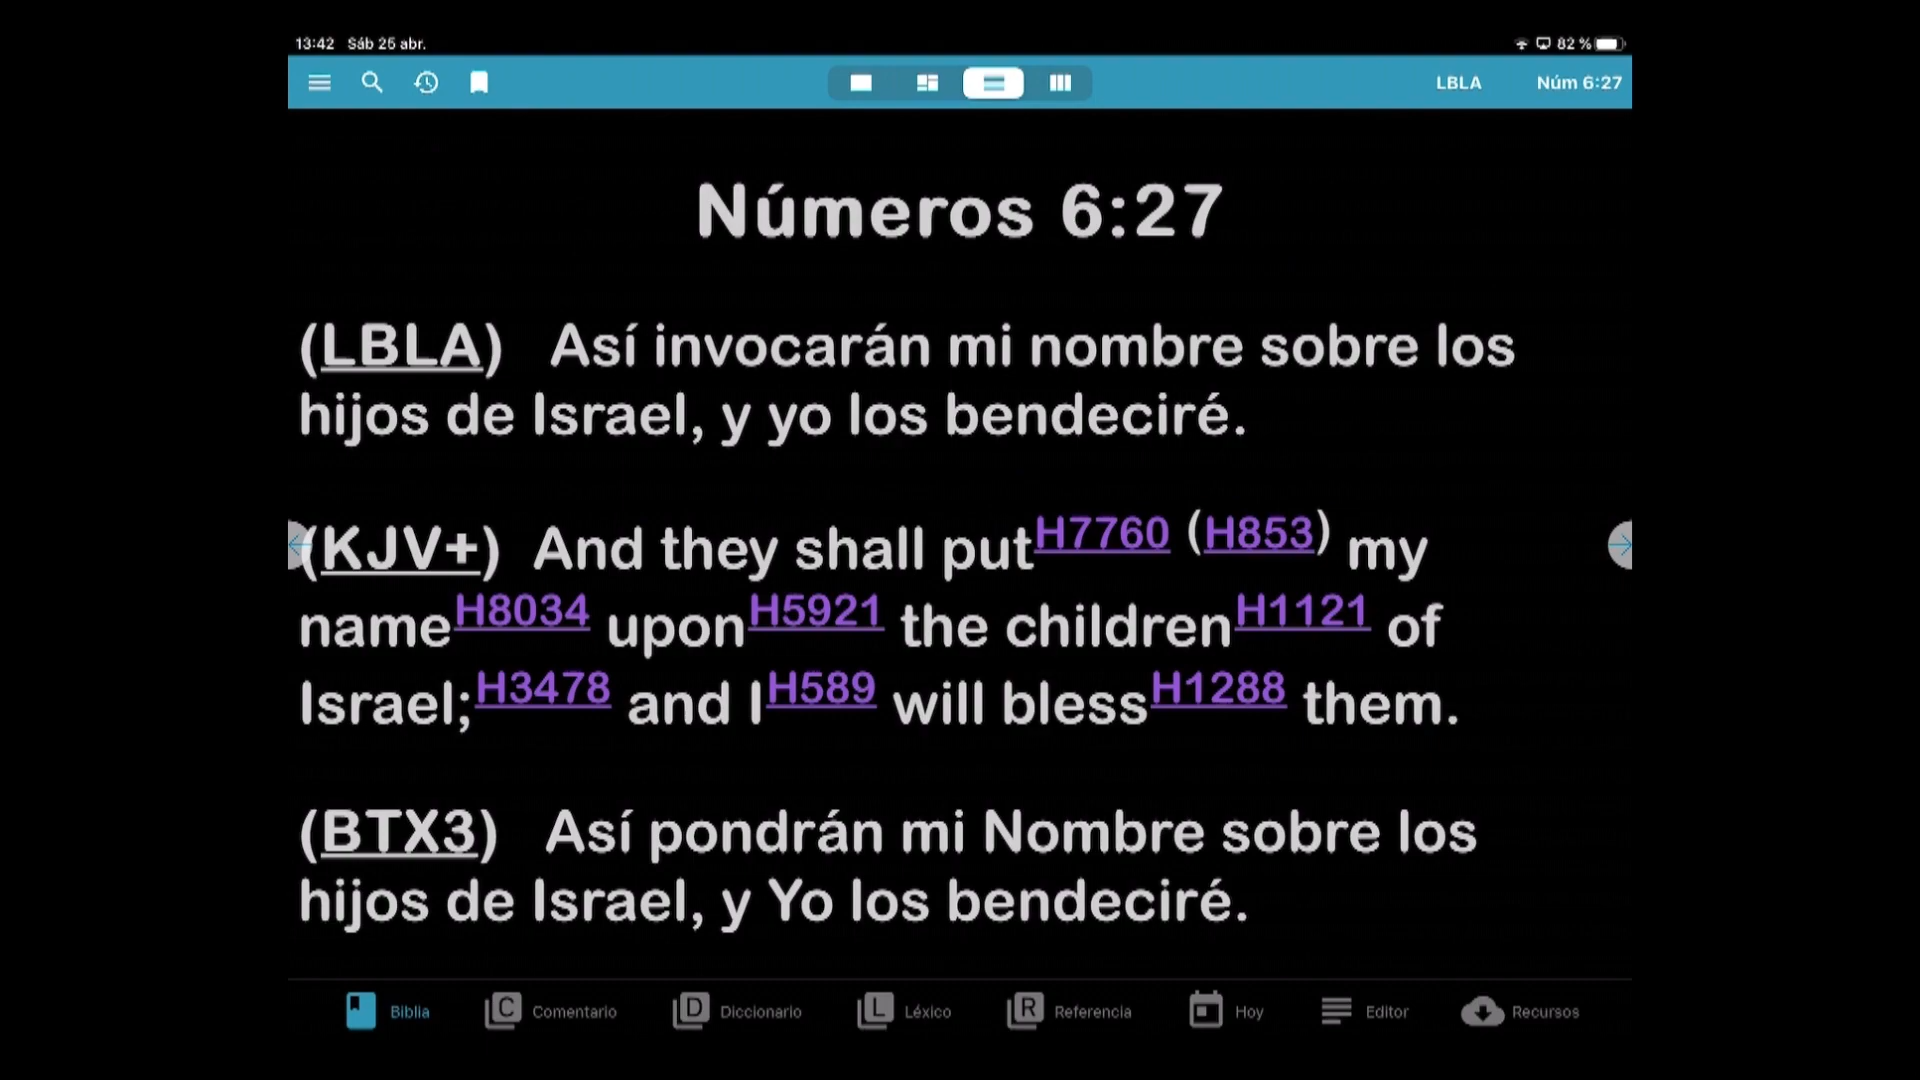 13:42 Sáb 25 abr. 82 %
LBLA Núm 6:27
Números 6:27
(LBLA) Así invocarán mi nombre sobre los
hijos de Israel, y yo los bendeciré.
(KJV+) And they shall putH7760 (H853) my
nameH8034 uponH5921 the childrenH1121 of
Israel;H3478 and IH589 will blessH1288 them.
(BTX3) Así pondrán mi Nombre sobre los
hijos de Israel, y Yo los bendeciré.
Biblia C Comentario D Diccionario L Léxico R Referencia Hoy Editor Recursos